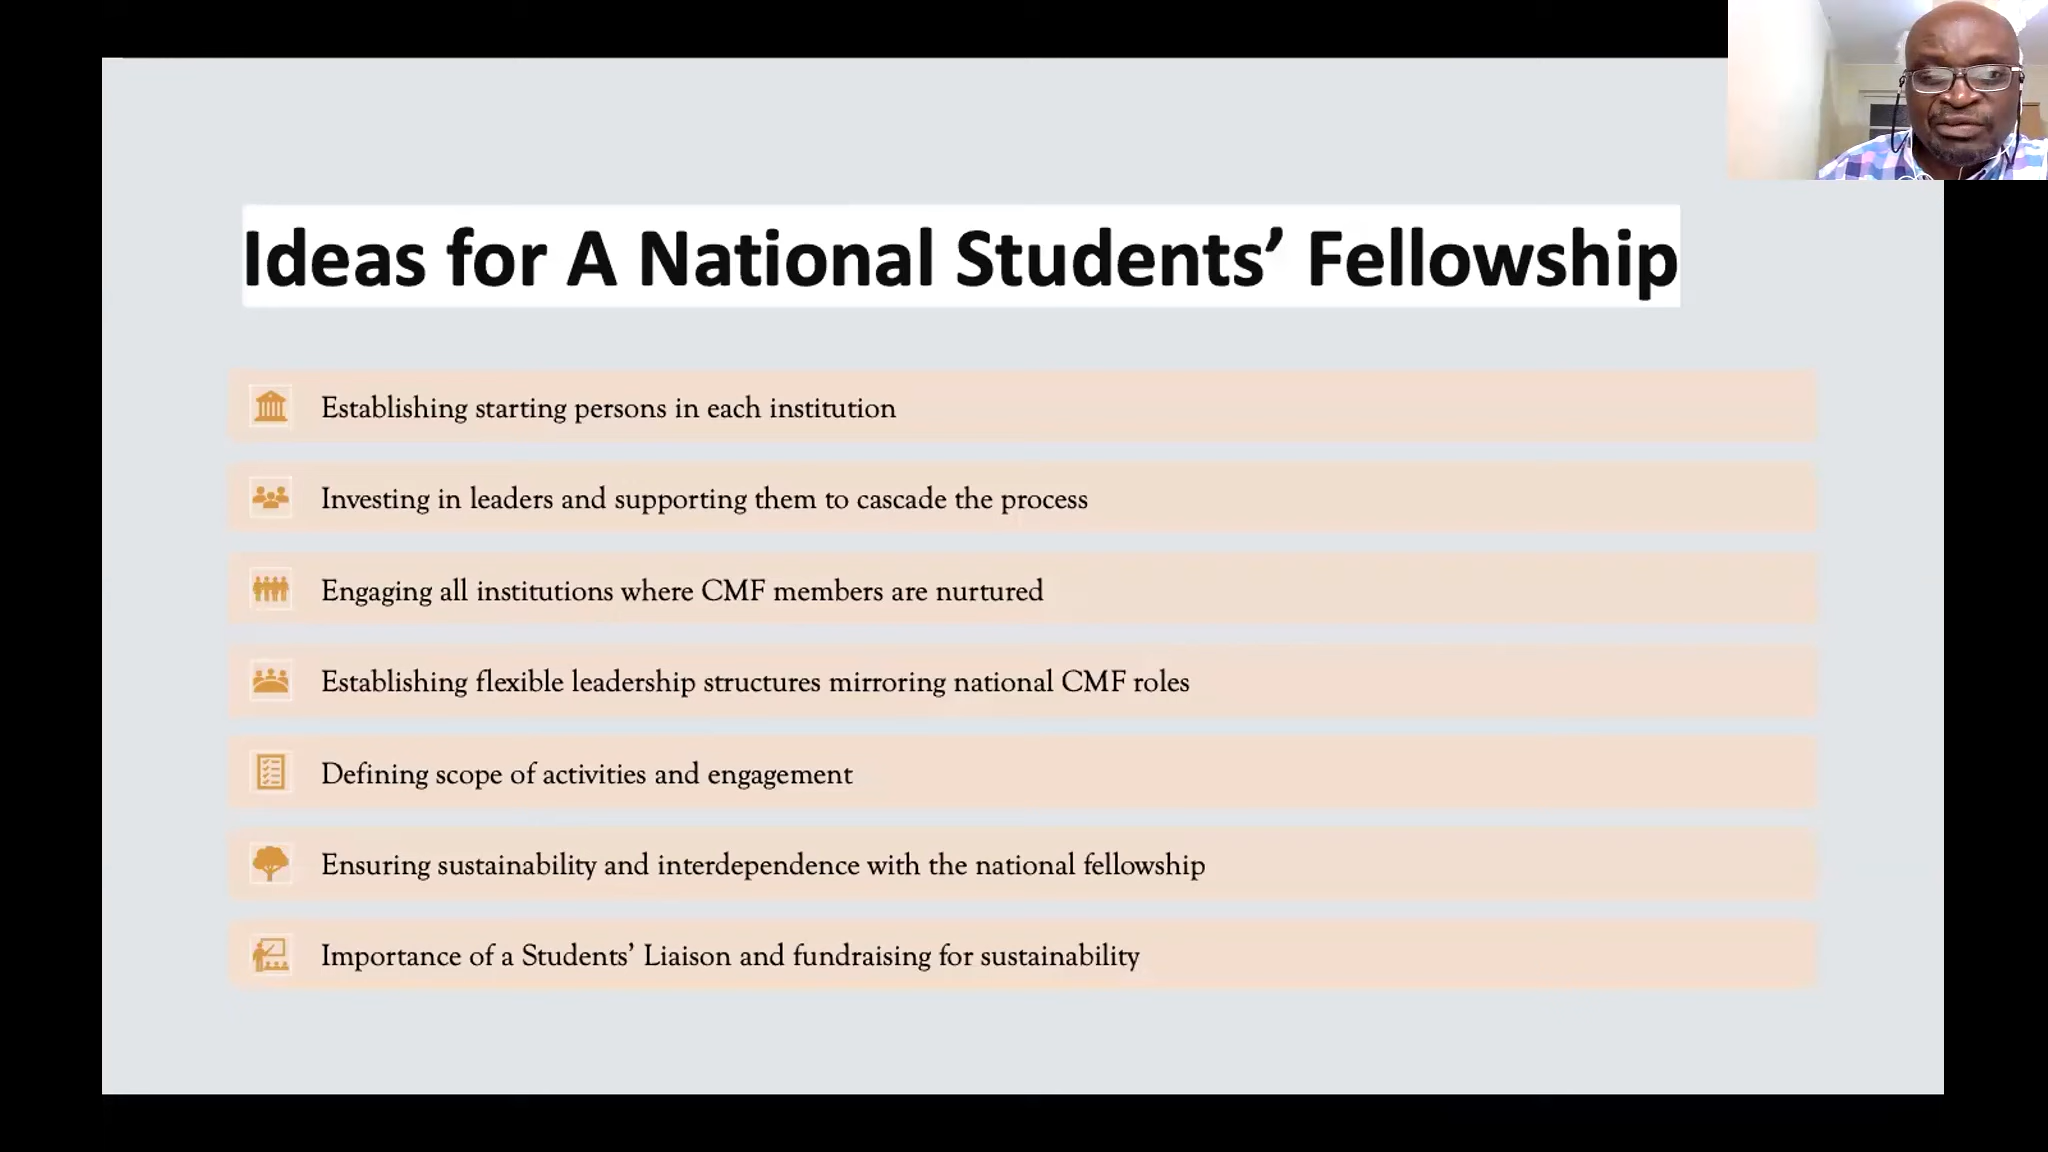 Ideas for A National Students’ Fellowship
Establishing starting persons in each institution
Investing in leaders and supporting them to cascade the process
Engaging all institutions where CMF members are nurtured
Establishing flexible leadership structures mirroring national CMF roles
Defining scope of activities and engagement
Ensuring sustainability and interdependence with the national fellowship
Importance of a Students’ Liaison and fundraising for sustainability